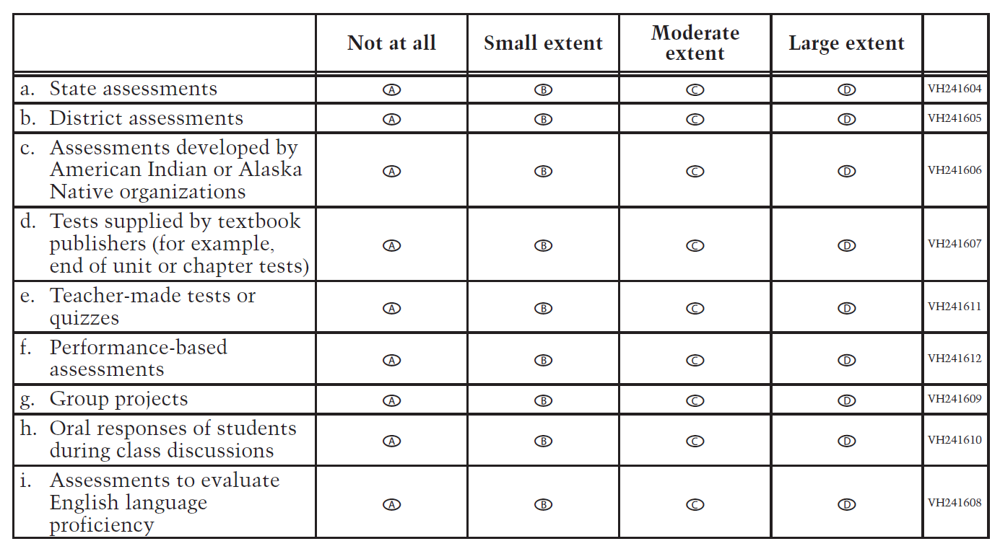 Not at all Small extent Moderate extent Large extent
a. State assessments A B C D VH241604
b. District assessments A B C D VH241605
c. Assessments developed by
American Indian or Alaska
Native organizations A B C D VH241606
d. Tests supplied by textbook
publishers (for example,
end of unit or chapter tests) A B C D VH241607
e. Teacher-made tests or
quizzes A B C D VH241611
f. Performance-based
assessments A B C D VH241612
g. Group projects A B C D VH241609
h. Oral responses of students
during class discussions A B C D VH241610
i. Assessments to evaluate
English language
proficiency A B C D VH241608